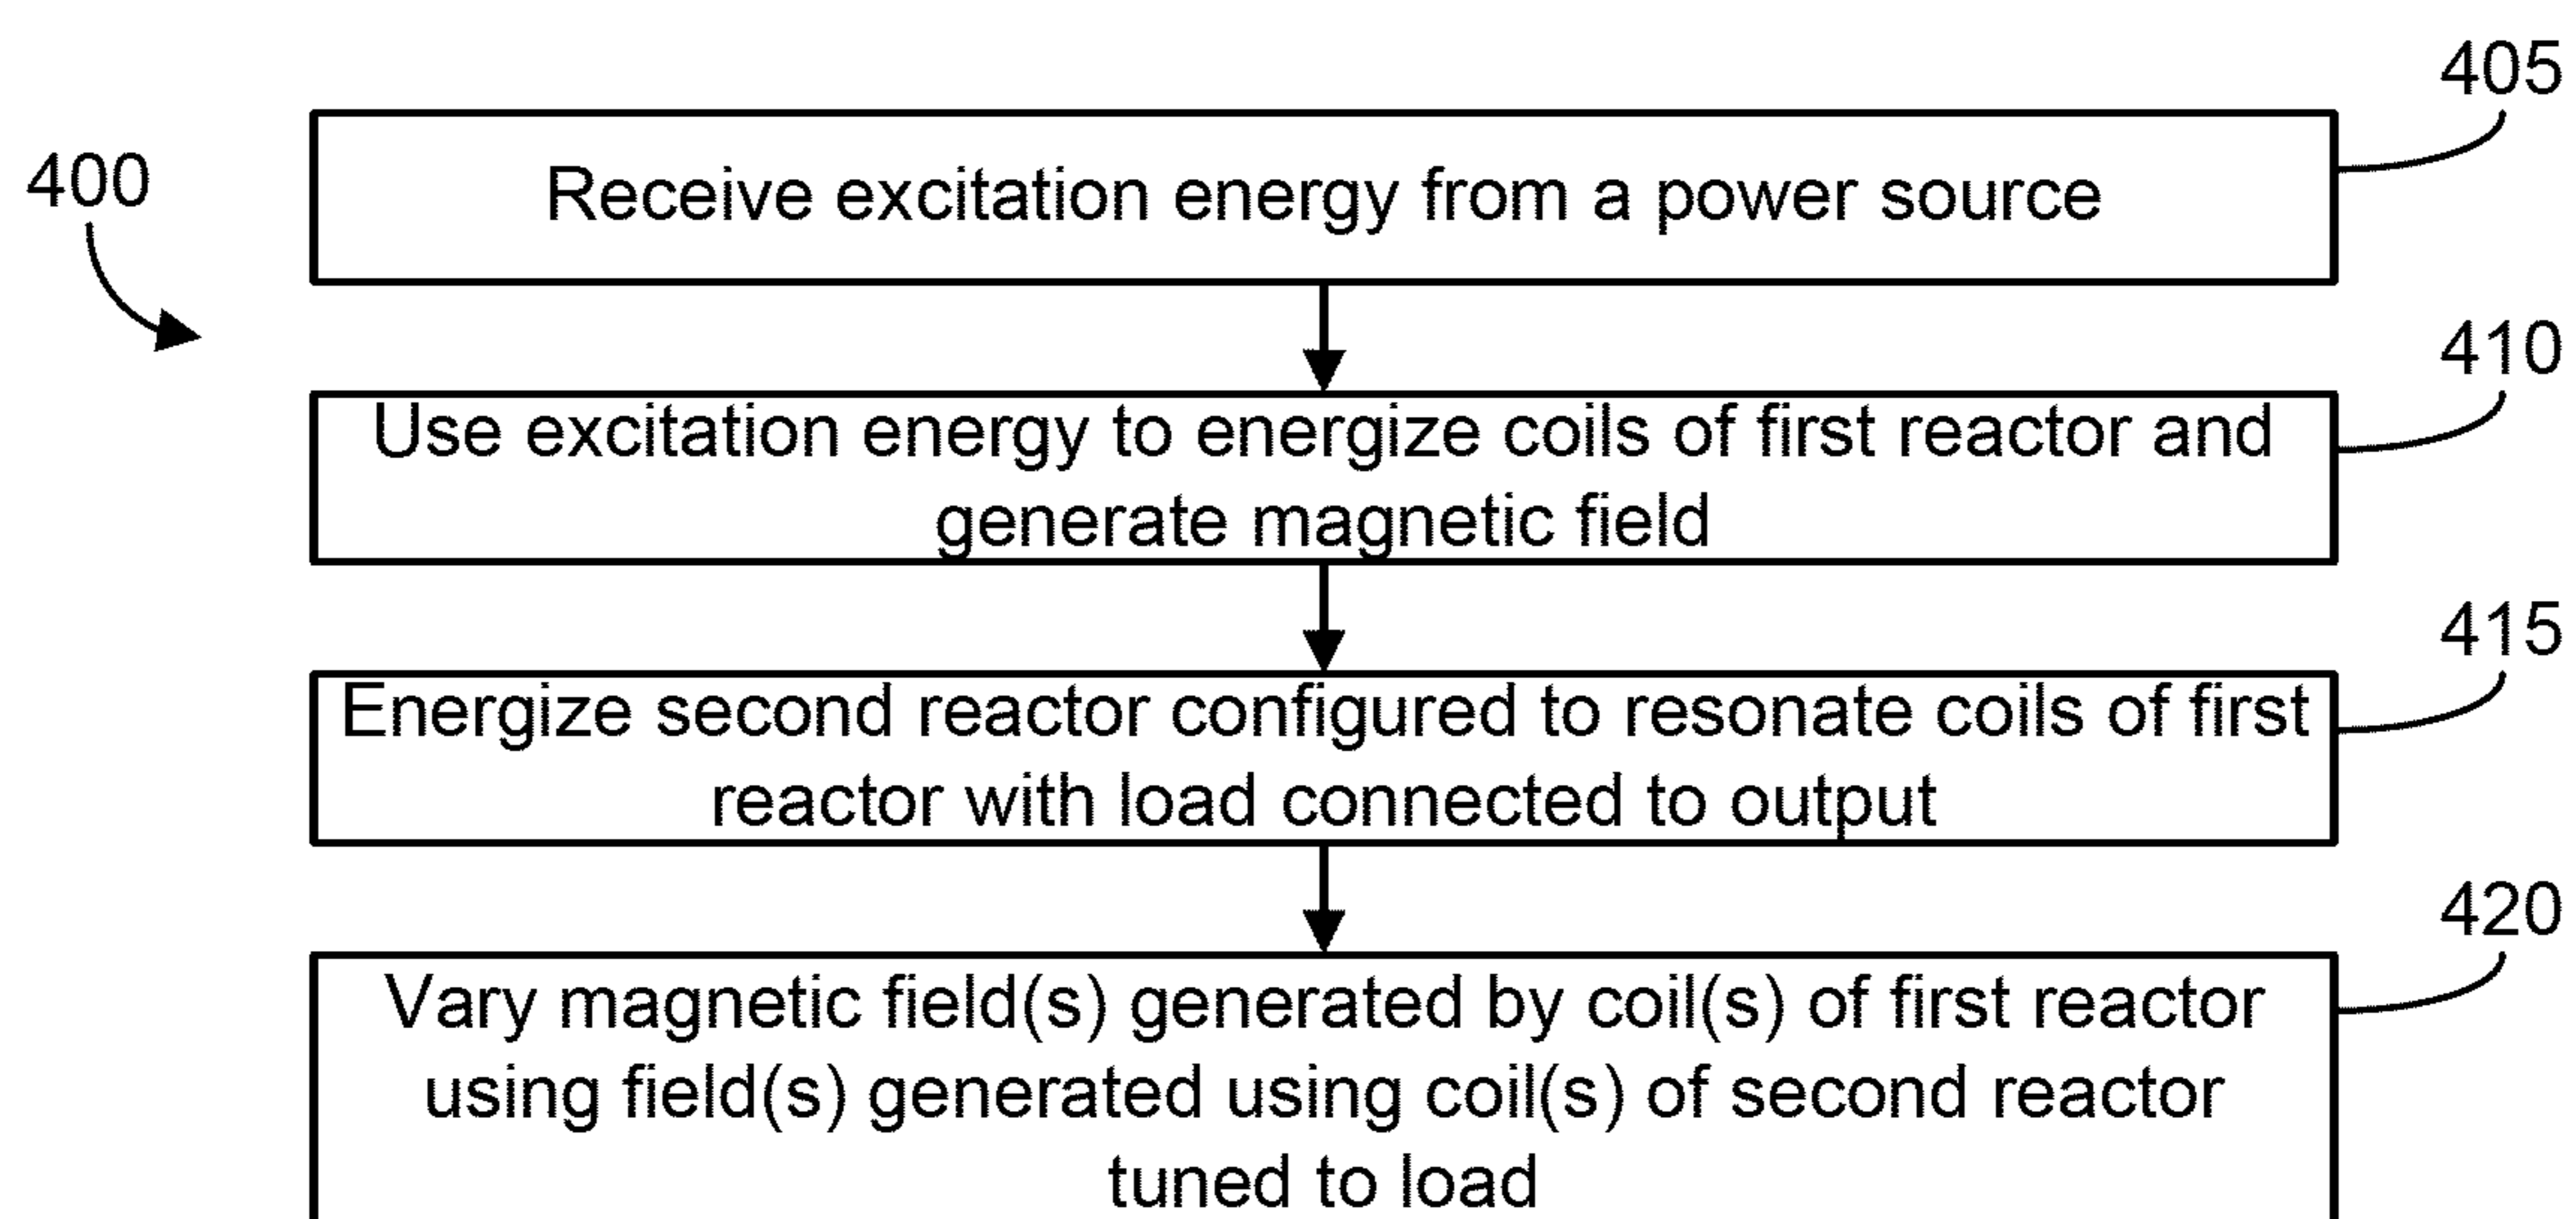 405
400
Receive excitation energy from a power source
410
Use excitation energy to energize coils of first reactor and
generate magnetic field
415
Energize second reactor configured to resonate coils of first
reactor with load connected to output
420
Vary magnetic field(s) generated by coil(s) of first reactor
using field(s) generated using coil(s) of second reactor
tuned to load